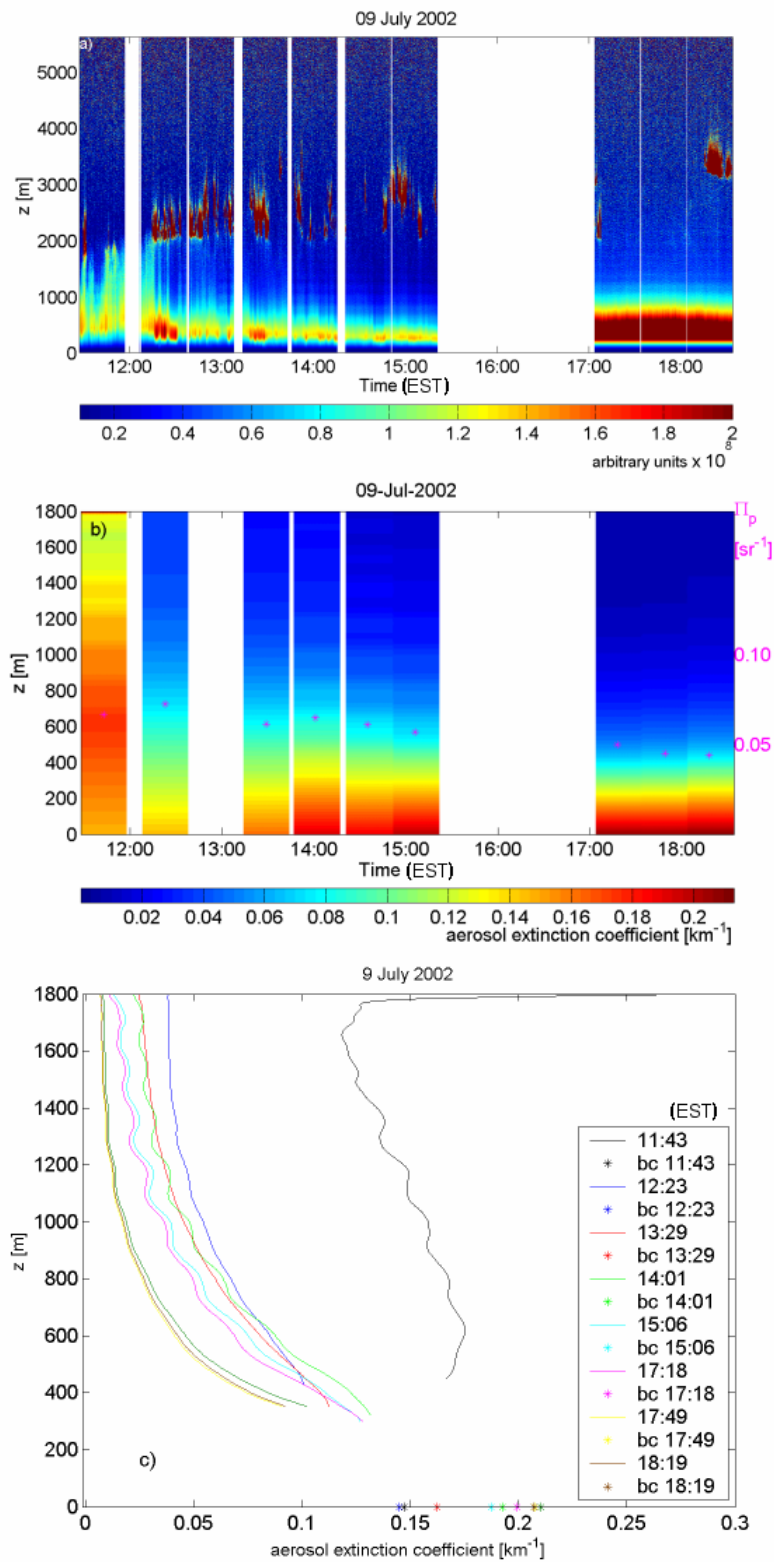 09 July 2002
a)
5000
4000
3000
2000
1000
0
z [m]
12:00 13:00 14:00 15:00 16:00 17:00 18:00
Time (EST)
0.2 0.4 0.6 0.8 1 1.2 1.4 1.6 1.8 2
arbitrary units x 10^8
09-Jul-2002
b)
1800
1600
1400
1200
1000
800
600
400
200
0
z [m]
Π_p
[sr^-1]
0.10
0.05
12:00 13:00 14:00 15:00 16:00 17:00 18:00
Time (EST)
0.02 0.04 0.06 0.08 0.1 0.12 0.14 0.16 0.18 0.2
aerosol extinction coefficient [km^-1]
9 July 2002
1800
1600
1400
1200
1000
800
600
400
200
0
z [m]
(EST)
11:43
bc 11:43
12:23
bc 12:23
13:29
bc 13:29
14:01
bc 14:01
15:06
bc 15:06
17:18
bc 17:18
17:49
bc 17:49
18:19
bc 18:19
c)
0 0.05 0.1 0.15 0.2 0.25 0.3
aerosol extinction coefficient [km^-1]